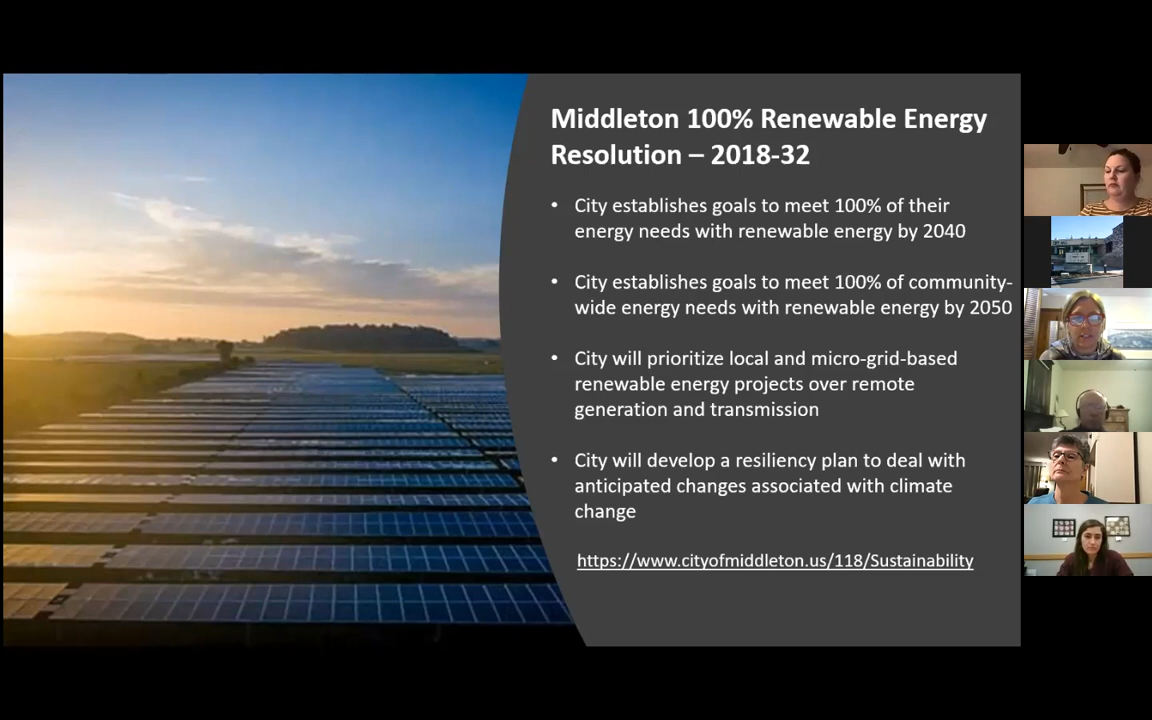 Middleton 100% Renewable Energy
Resolution – 2018-32
• City establishes goals to meet 100% of their
energy needs with renewable energy by 2040
• City establishes goals to meet 100% of community-
wide energy needs with renewable energy by 2050
• City will prioritize local and micro-grid-based
renewable energy projects over remote
generation and transmission
• City will develop a resiliency plan to deal with
anticipated changes associated with climate
change
https://www.cityofmiddleton.us/118/Sustainability